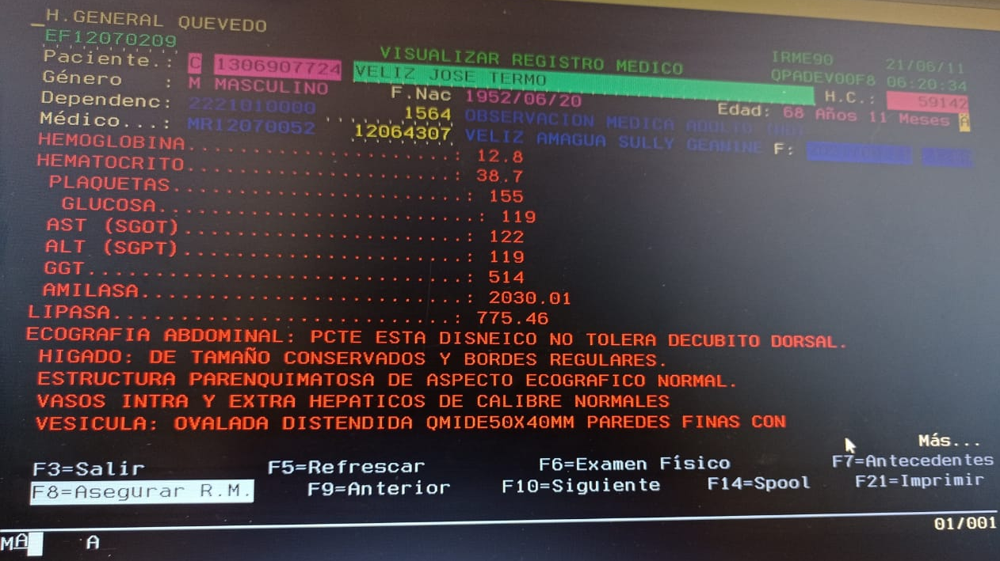 H.GENERAL QUEVEDO
EF12070209 VISUALIZAR REGISTRO MEDICO IRME90 21/06/11
Paciente.: C 1306907724 VELIZ JOSE TERMO QPADEV00F8 06:20:34
Género : M MASCULINO F.Nac 1952/06/20 H.C.: 59142
Dependenc: 2221010000 1564 OBSERVACION MEDICA ADULTO Edad: 68 Años 11 Meses A
Médico...: MRI2070052 12064307 VELIZ AMAGUA SULLY GEANINE F:
HEMOGLOBINA.......................: 12.8
HEMATOCRITO.......................: 38.7
PLAQUETAS.........................: 155
GLUCOSA...........................: 119
AST (SGOT)........................: 122
ALT (SGPT)........................: 119
GGT...............................: 514
AMILASA...........................: 2030.01
LIPASA............................: 775.46
ECOGRAFIA ABDOMINAL: PCTE ESTA DISNEICO NO TOLERA DECUBITO DORSAL.
HIGADO: DE TAMAÑO CONSERVADOS Y BORDES REGULARES.
ESTRUCTURA PARENQUIMATOSA DE ASPECTO ECOGRAFICO NORMAL.
VASOS INTRA Y EXTRA HEPATICOS DE CALIBRE NORMALES
VESICULA: OVALADA DISTENDIDA QMIDE50X40MM PAREDES FINAS CON
Más...
F3=Salir F5=Refrescar F6=Examen Físico F7=Antecedentes
F8=Asegurar R.M. F9=Anterior F10=Siguiente F14=Spool F21=Imprimir
01/001
MA A